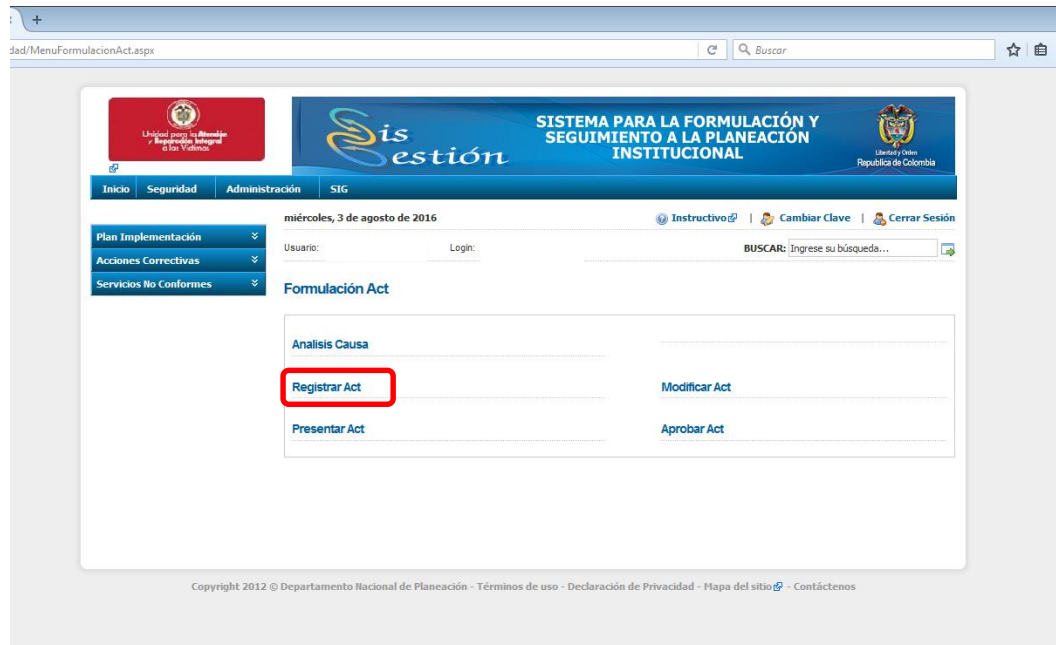 +
dad/MenuFormulacionAct.aspx
Buscar
Unidad para la Atención
y Reparación Integral
a las Víctimas
Sis
estión
SISTEMA PARA LA FORMULACIÓN Y
SEGUIMIENTO A LA PLANEACIÓN
INSTITUCIONAL
Libertad y Orden
Republica de Colombia
Inicio Seguridad Administración SIG
miércoles, 3 de agosto de 2016 Instructivo | Cambiar Clave | Cerrar Sesión
Plan Implementación
Acciones Correctivas
Servicios No Conformes
Usuario: Login: BUSCAR: Ingrese su búsqueda...
Formulación Act
Analisis Causa
Registrar Act Modificar Act
Presentar Act Aprobar Act
Copyright 2012 © Departamento Nacional de Planeación - Términos de uso - Declaración de Privacidad - Mapa del sitio - Contáctenos